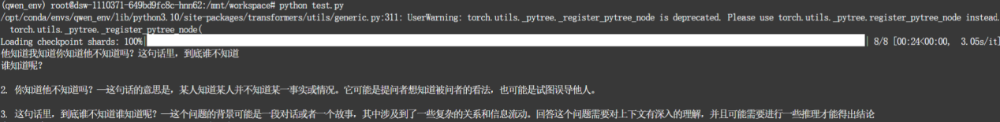 (qwen_env) root@dsw-1110371-649bd9fc8c-hnn62:/mnt/workspace# python test.py
/opt/conda/envs/qwen_env/lib/python3.10/site-packages/transformers/utils/generic.py:311: UserWarning: torch.utils._pytree._register_pytree_node is deprecated. Please use torch.utils._pytree.register_pytree_node instead.
torch.utils._pytree._register_pytree_node(
Loading checkpoint shards: 100%| | 8/8 [00:24<00:00, 3.05s/it]
他知道我知道你知道他不知道吗？这句话里，到底谁不知道
谁知道呢？
2. 你知道他不知道吗？—这句话的意思是，某人知道某人并不知道某一事实或情况。它可能是提问者想知道被问者的看法，也可能是试图误导他人。
3. 这句话里，到底谁不知道谁知道呢？—这个问题的背景可能是一段对话或者一个故事，其中涉及到了一些复杂的关系和信息流动。回答这个问题需要对上下文有深入的理解，并且可能需要进行一些推理才能得出结论